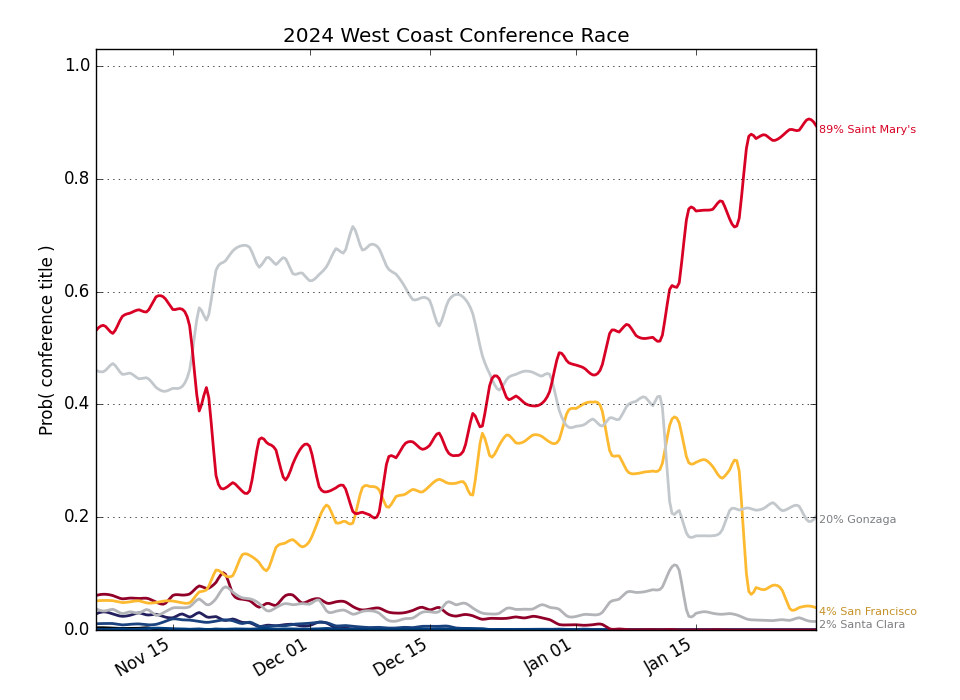 2024 West Coast Conference Race
Prob( conference title )
1.0
0.8
0.6
0.4
0.2
0.0
Nov 15
Dec 01
Dec 15
Jan 01
Jan 15
89% Saint Mary's
20% Gonzaga
4% San Francisco
2% Santa Clara